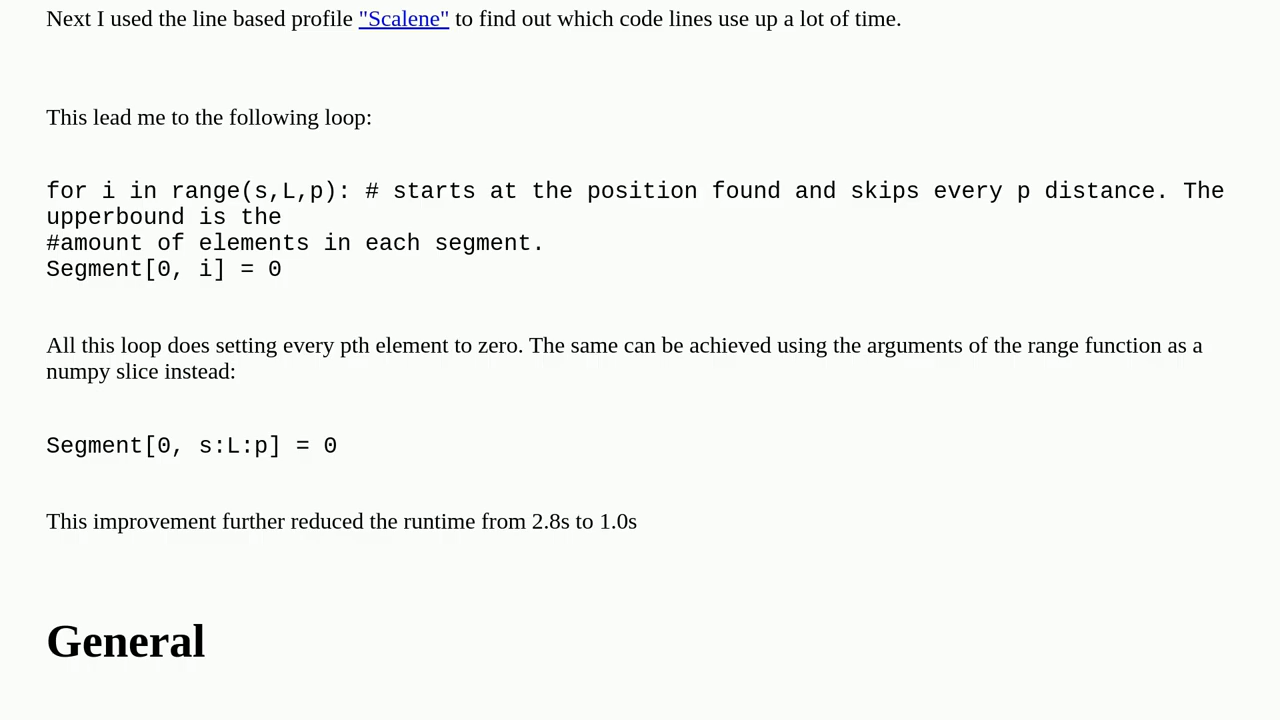 Next I used the line based profile "Scalene" to find out which code lines use up a lot of time.
This lead me to the following loop:
for i in range(s,L,p): # starts at the position found and skips every p distance. The
upperbound is the
#amount of elements in each segment.
Segment[0, i] = 0
All this loop does setting every pth element to zero. The same can be achieved using the arguments of the range function as a
numpy slice instead:
Segment[0, s:L:p] = 0
This improvement further reduced the runtime from 2.8s to 1.0s
General